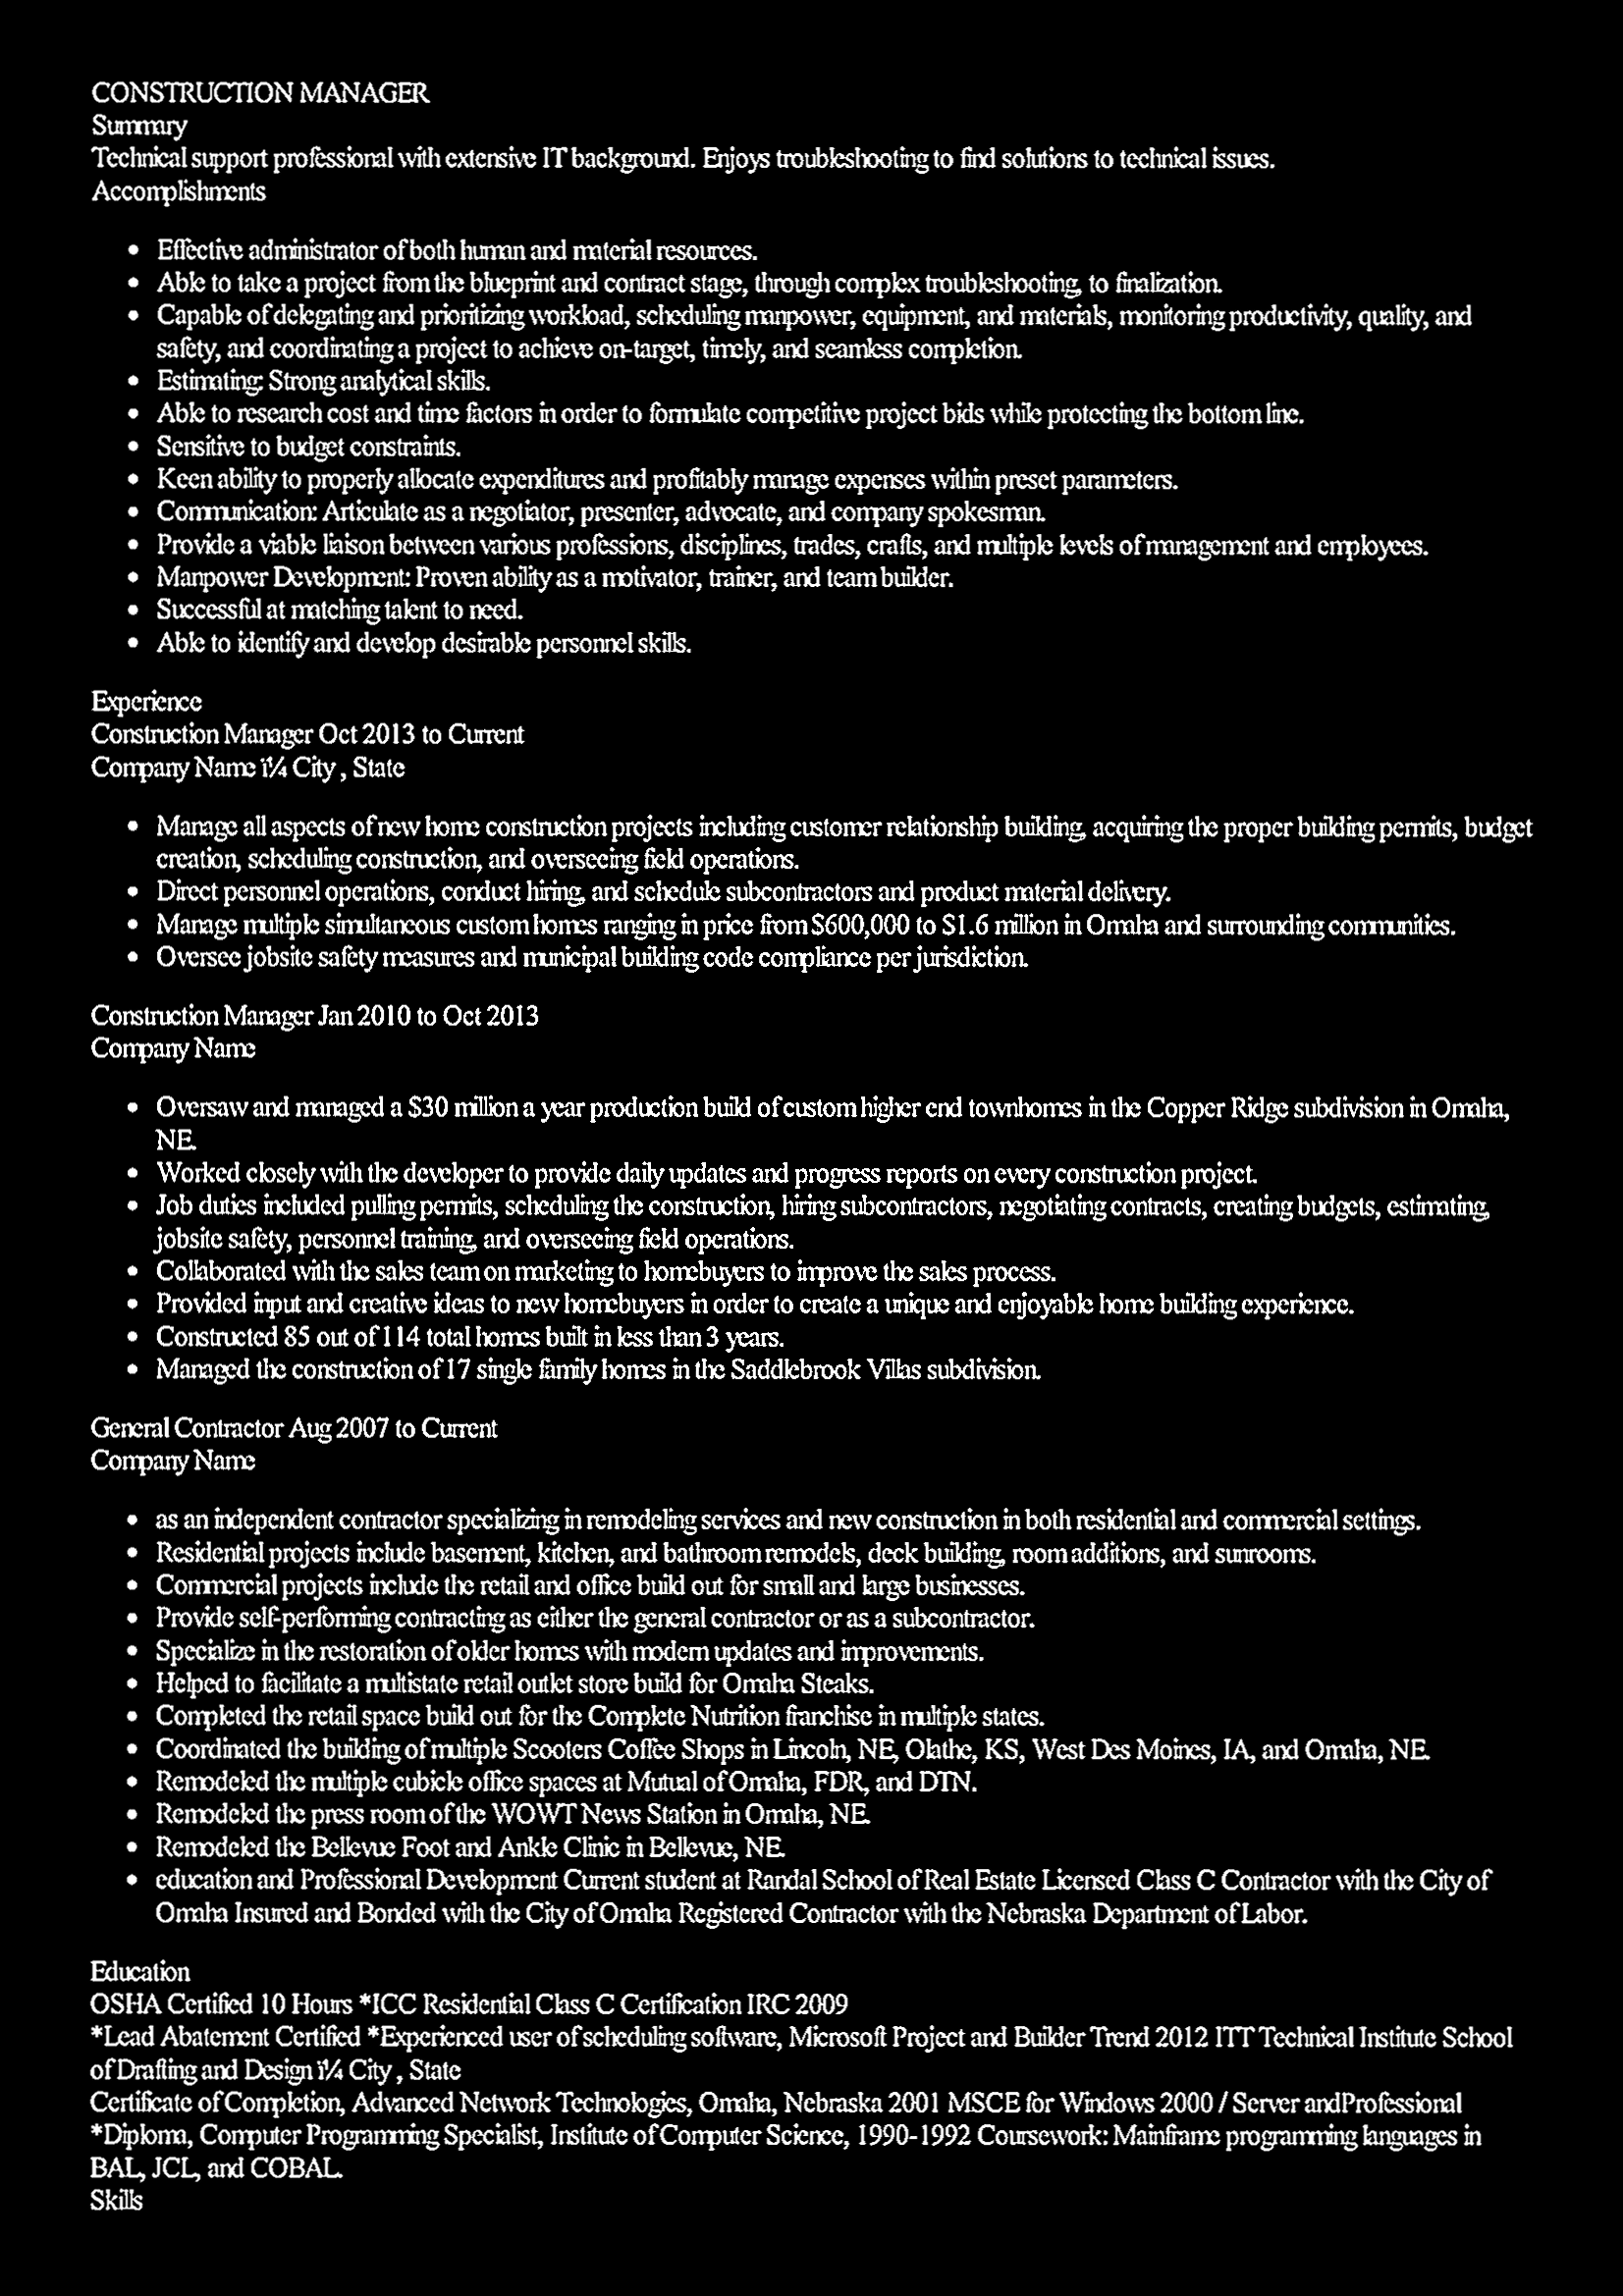 CONSTRUCTION MANAGER
Summary
Technical support professional with extensive IT background. Enjoys troubleshooting to find solutions to technical issues.
Accomplishments
• Effective administrator of both human and material resources.
• Able to take a project from the blueprint and contract stage, through complex troubleshooting, to finalization.
• Capable of delegating and prioritizing workload, scheduling manpower, equipment, and materials, monitoring productivity, quality, and
safety, and coordinating a project to achieve on-target, timely, and seamless completion.
• Estimating: Strong analytical skills.
• Able to research cost and time factors in order to formulate competitive project bids while protecting the bottom line.
• Sensitive to budget constraints.
• Keen ability to properly allocate expenditures and profitably manage expenses within preset parameters.
• Communication: Articulate as a negotiator, presenter, advocate, and company spokesman.
• Provide a viable liaison between various professions, disciplines, trades, crafts, and multiple levels of management and employees.
• Manpower Development: Proven ability as a motivator, trainer, and team builder.
• Successful at matching talent to need.
• Able to identify and develop desirable personnel skills.
Experience
Construction Manager Oct 2013 to Current
Company Name ï¼ City , State
• Manage all aspects of new home construction projects including customer relationship building, acquiring the proper building permits, budget
creation, scheduling construction, and overseeing field operations.
• Direct personnel operations, conduct hiring, and schedule subcontractors and product material delivery.
• Manage multiple simultaneous custom homes ranging in price from $600,000 to $1.6 million in Omaha and surrounding communities.
• Oversee jobsite safety measures and municipal building code compliance per jurisdiction.
Construction Manager Jan 2010 to Oct 2013
Company Name
• Oversaw and managed a $30 million a year production build of custom higher end townhomes in the Copper Ridge subdivision in Omaha,
NE.
• Worked closely with the developer to provide daily updates and progress reports on every construction project.
• Job duties included pulling permits, scheduling the construction, hiring subcontractors, negotiating contracts, creating budgets, estimating,
jobsite safety, personnel training, and overseeing field operations.
• Collaborated with the sales team on marketing to homebuyers to improve the sales process.
• Provided input and creative ideas to new homebuyers in order to create a unique and enjoyable home building experience.
• Constructed 85 out of 114 total homes built in less than 3 years.
• Managed the construction of 17 single family homes in the Saddlebrook Villas subdivision.
General Contractor Aug 2007 to Current
Company Name
• as an independent contractor specializing in remodeling services and new construction in both residential and commercial settings.
• Residential projects include basement, kitchen, and bathroom remodels, deck building, room additions, and sunrooms.
• Commercial projects include the retail and office build out for small and large businesses.
• Provide self-performing contracting as either the general contractor or as a subcontractor.
• Specialize in the restoration of older homes with modern updates and improvements.
• Helped to facilitate a multistate retail outlet store build for Omaha Steaks.
• Completed the retail space build out for the Complete Nutrition franchise in multiple states.
• Coordinated the building of multiple Scooters Coffee Shops in Lincoln, NE, Olathe, KS, West Des Moines, IA, and Omaha, NE.
• Remodeled the multiple cubicle office spaces at Mutual of Omaha, FDR, and DTN.
• Remodeled the press room of the WOWT News Station in Omaha, NE.
• Remodeled the Bellevue Foot and Ankle Clinic in Bellevue, NE.
• education and Professional Development Current student at Randal School of Real Estate Licensed Class C Contractor with the City of
Omaha Insured and Bonded with the City of Omaha Registered Contractor with the Nebraska Department of Labor.
Education
OSHA Certified 10 Hours *ICC Residential Class C Certification IRC 2009
*Lead Abatement Certified *Experienced user of scheduling software, Microsoft Project and Builder Trend 2012 ITT Technical Institute School
of Drafting and Design ï¼ City , State
Certificate of Completion, Advanced Network Technologies, Omaha, Nebraska 2001 MSCE for Windows 2000 / Server andProfessional
*Diploma, Computer Programming Specialist, Institute of Computer Science, 1990-1992 Coursework: Mainframe programming languages in
BAL, JCL, and COBAL.
Skills